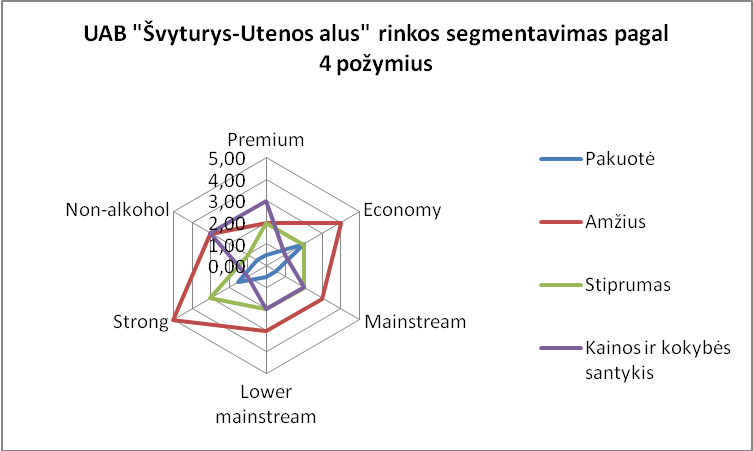 UAB "Švyturys-Utenos alus" rinkos segmentavimas pagal
4 požymius
Premium
5,00
4,00
3,00
2,00
1,00
0,00
Non-alkohol
Economy
Strong
Mainstream
Lower
mainstream
Pakuotė
Amžius
Stiprumas
Kainos ir kokybės
santykis